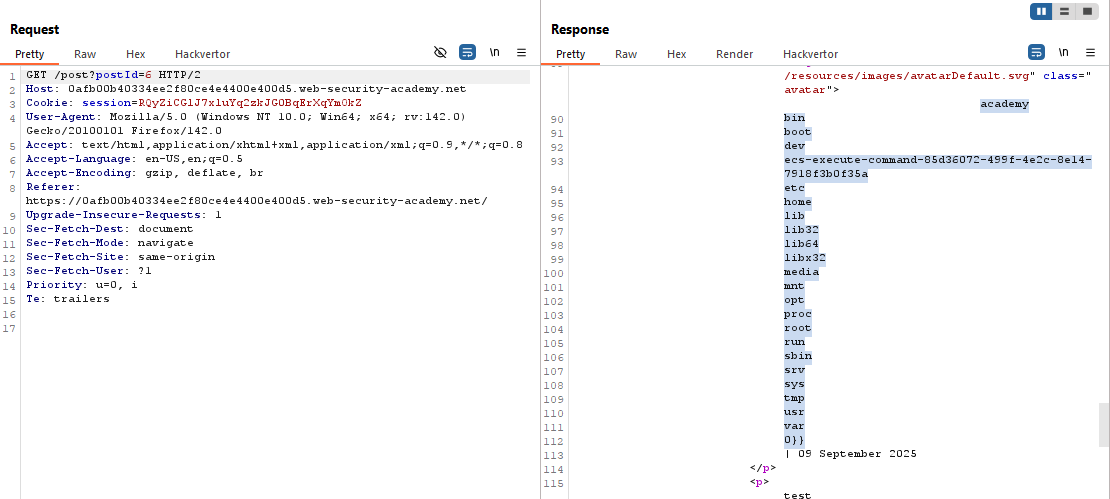 Request
Pretty Raw Hex Hackvertor \n
1 GET /post?postId=6 HTTP/2
2 Host: 0afb00b40334ee2f80ce4e4400e400d5.web-security-academy.net
3 Cookie: session=RQyZiCGlJ7xluYq2zkJG0BqErXqYm0kZ
4 User-Agent: Mozilla/5.0 (Windows NT 10.0; Win64; x64; rv:142.0)
Gecko/20100101 Firefox/142.0
5 Accept: text/html,application/xhtml+xml,application/xml;q=0.9,*/*;q=0.8
6 Accept-Language: en-US,en;q=0.5
7 Accept-Encoding: gzip, deflate, br
8 Referer:
https://0afb00b40334ee2f80ce4e4400e400d5.web-security-academy.net/
9 Upgrade-Insecure-Requests: 1
10 Sec-Fetch-Dest: document
11 Sec-Fetch-Mode: navigate
12 Sec-Fetch-Site: same-origin
13 Sec-Fetch-User: ?1
14 Priority: u=0, i
15 Te: trailers
16
17
Response
Pretty Raw Hex Render Hackvertor \n
/resources/images/avatarDefault.svg" class="
avatar">
academy
90 bin
91 boot
92 dev
93 ecs-execute-command-85d36072-499f-4e2c-8e14-
7918f3b0f35a
94 etc
95 home
96 lib
97 lib32
98 lib64
99 libx32
100 media
101 mnt
102 opt
103 proc
104 root
105 run
106 sbin
107 srv
108 sys
109 tmp
110 usr
111 var
112 0}}
113 | 09 September 2025
114 </p>
115 <p>
test